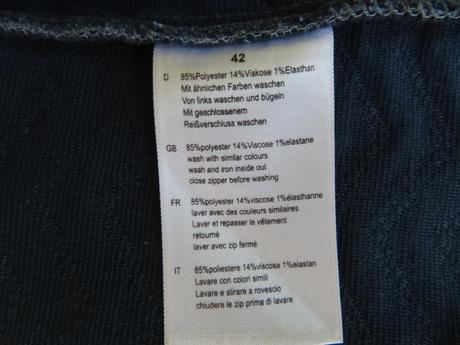 42
D 85%Polyester 14%Viskose 1%Elasthan
Mit ähnlichen Farben waschen
Von links waschen und bügeln
Mit geschlossenem
Reißverschluss waschen
GB 85%polyester 14%viscose 1%elastane
wash with similar colours
wash and iron inside out
close zipper before washing
FR 85%polyester 14%viscose 1%élasthanne
laver avec des couleurs similaires
Laver et repasser le vêtement
retourné
laver avec zip fermé
IT 85%poliestere 14%viscosa 1%elastan
Lavare con colori simili
Lavare e stirare a rovescio
chiudere le zip prima di lavare